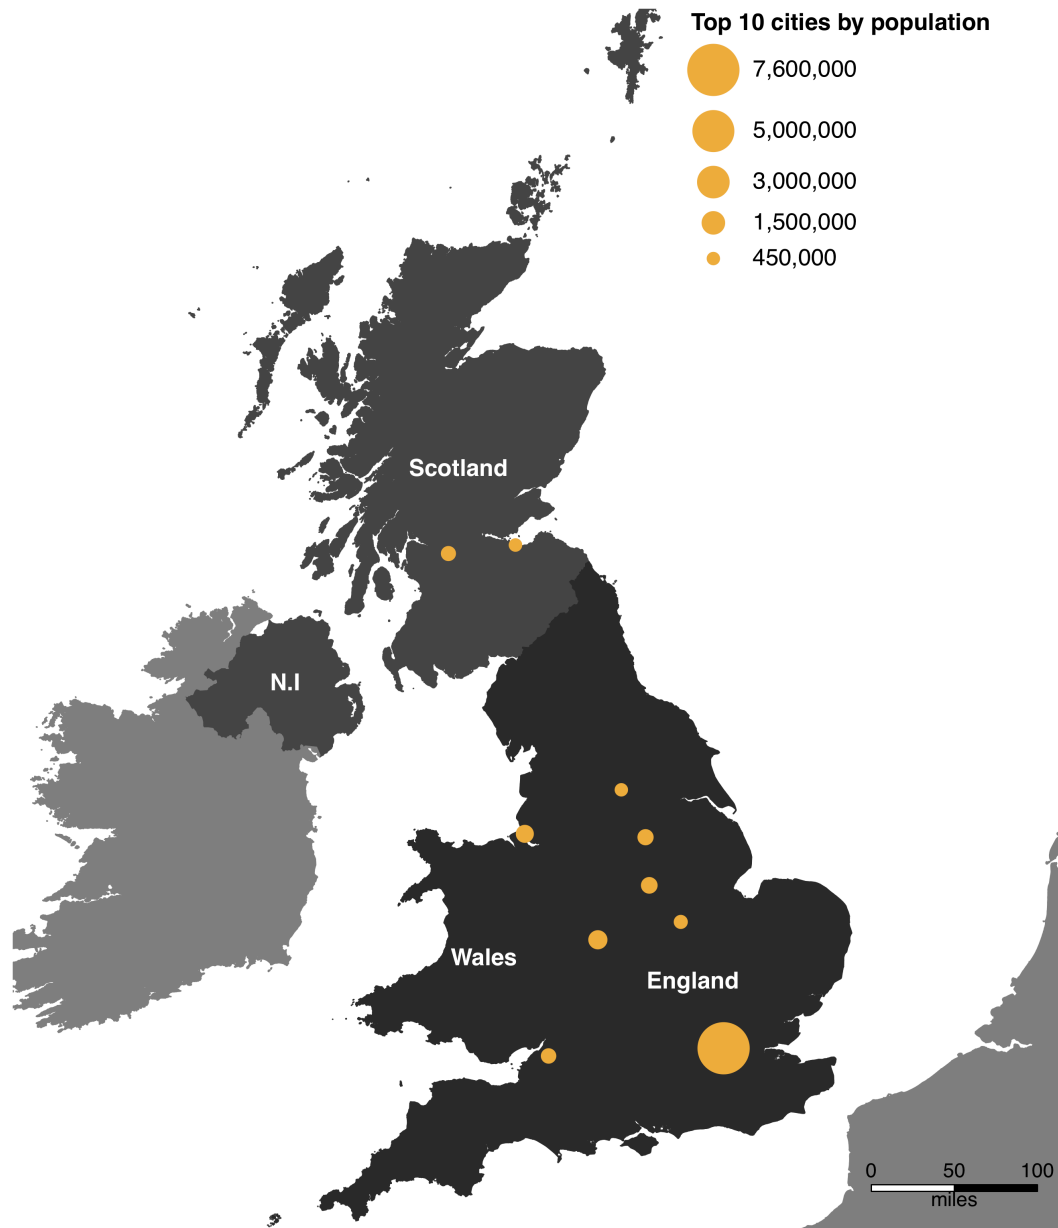 Top 10 cities by population
7,600,000
5,000,000
3,000,000
1,500,000
450,000
Scotland
N.I
Wales
England
0 50 100
miles